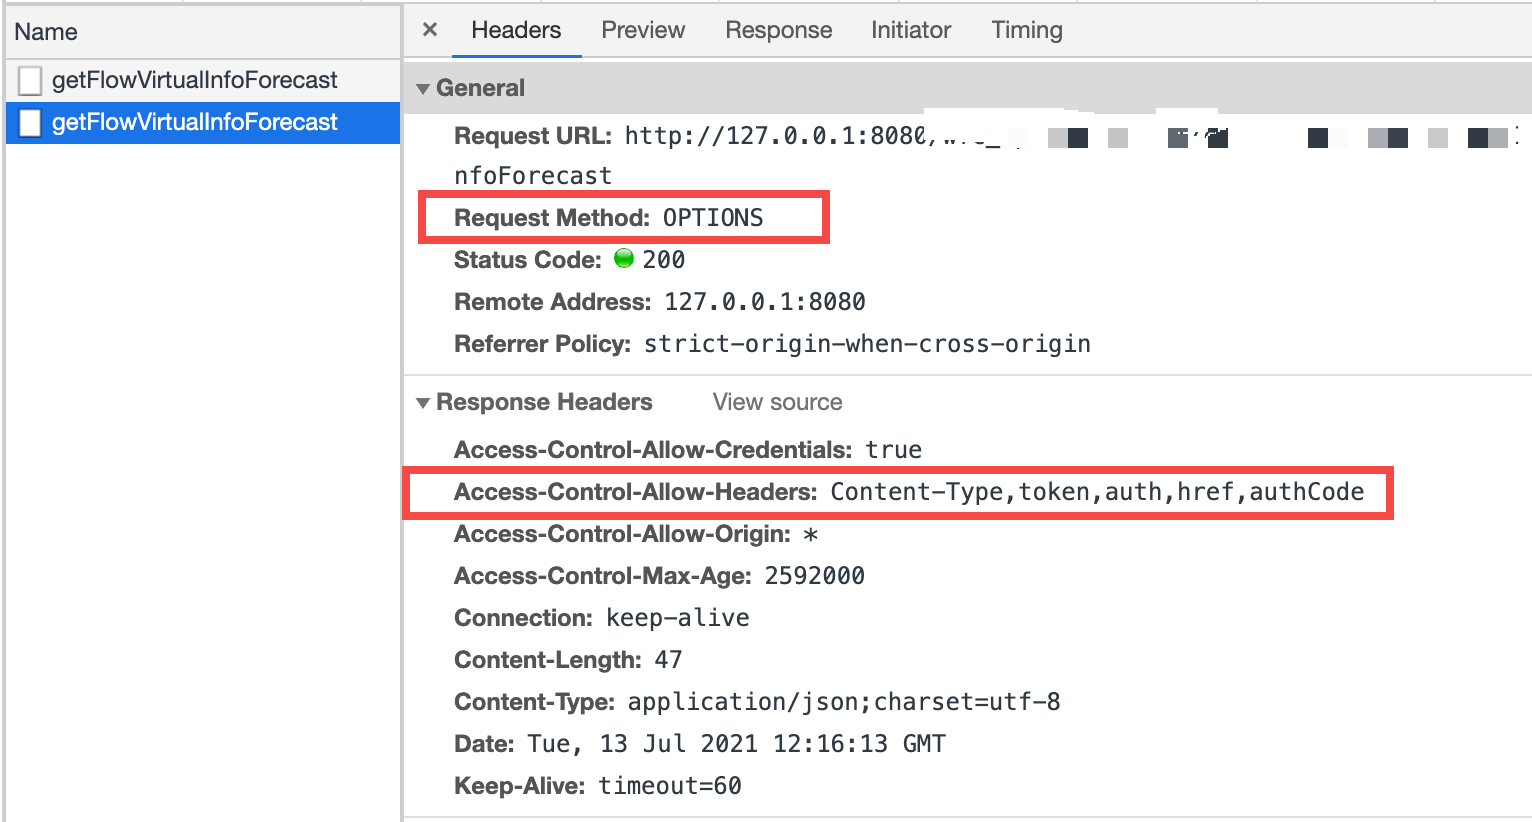 Name
× Headers Preview Response Initiator Timing
getFlowVirtualInfoForecast
getFlowVirtualInfoForecast
General
Request URL: http://127.0.0.1:8080/
nfoForecast
Request Method: OPTIONS
Status Code: 200
Remote Address: 127.0.0.1:8080
Referrer Policy: strict-origin-when-cross-origin
Response Headers View source
Access-Control-Allow-Credentials: true
Access-Control-Allow-Headers: Content-Type,token,auth,href,authCode
Access-Control-Allow-Origin: *
Access-Control-Max-Age: 2592000
Connection: keep-alive
Content-Length: 47
Content-Type: application/json;charset=utf-8
Date: Tue, 13 Jul 2021 12:16:13 GMT
Keep-Alive: timeout=60